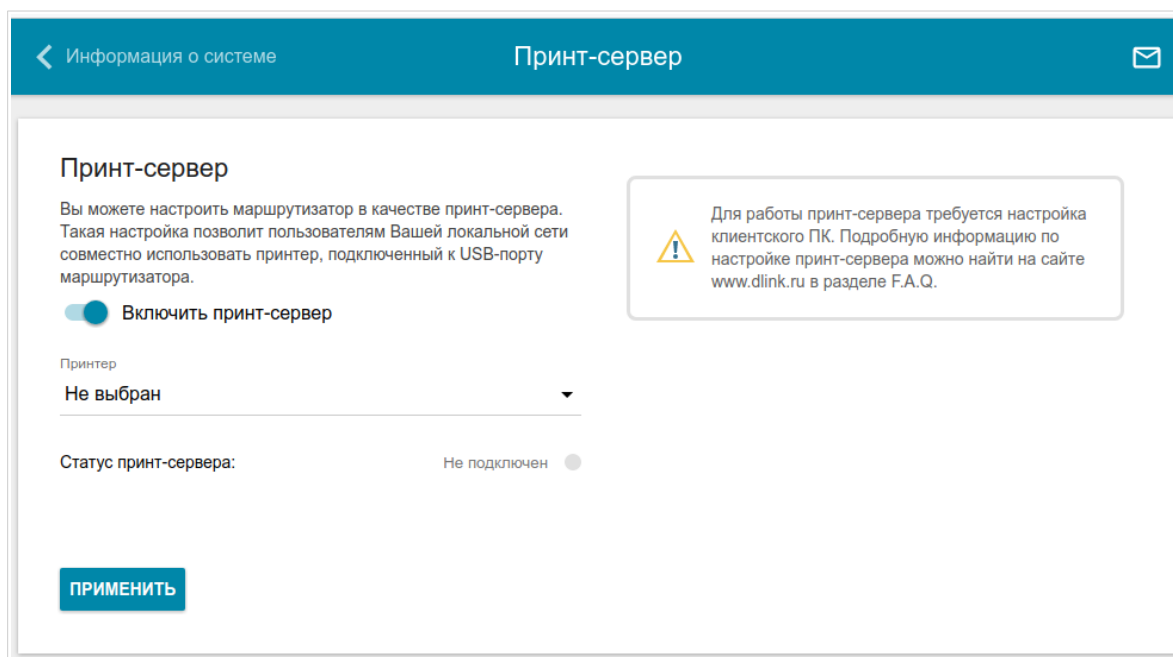 Информация о системе
Принт-сервер
Принт-сервер
Вы можете настроить маршрутизатор в качестве принт-сервера.
Такая настройка позволит пользователям Вашей локальной сети
совместно использовать принтер, подключенный к USB-порту
маршрутизатора.
Включить принт-сервер
Принтер
Не выбран
Статус принт-сервера:
Не подключен
ПРИМЕНИТЬ
Для работы принт-сервера требуется настройка
клиентского ПК. Подробную информацию по
настройке принт-сервера можно найти на сайте
www.dlink.ru в разделе F.A.Q.